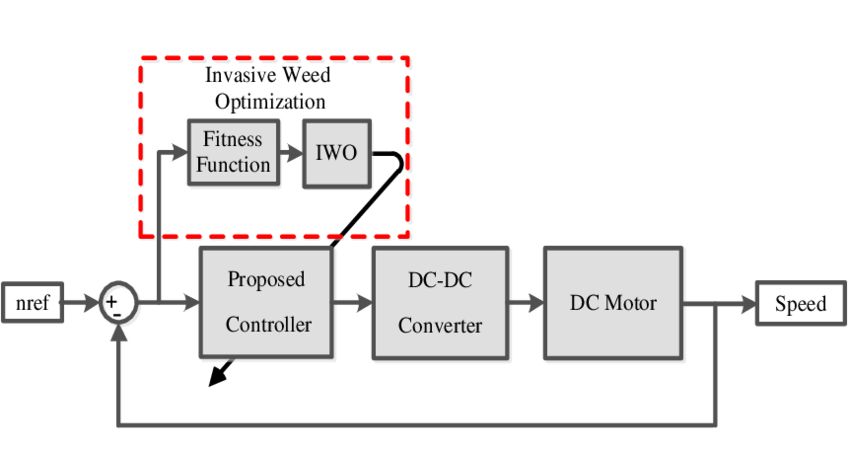 Invasive Weed
Optimization
Fitness
Function
IWO
nref
+
-
Proposed
Controller
DC-DC
Converter
DC Motor
Speed